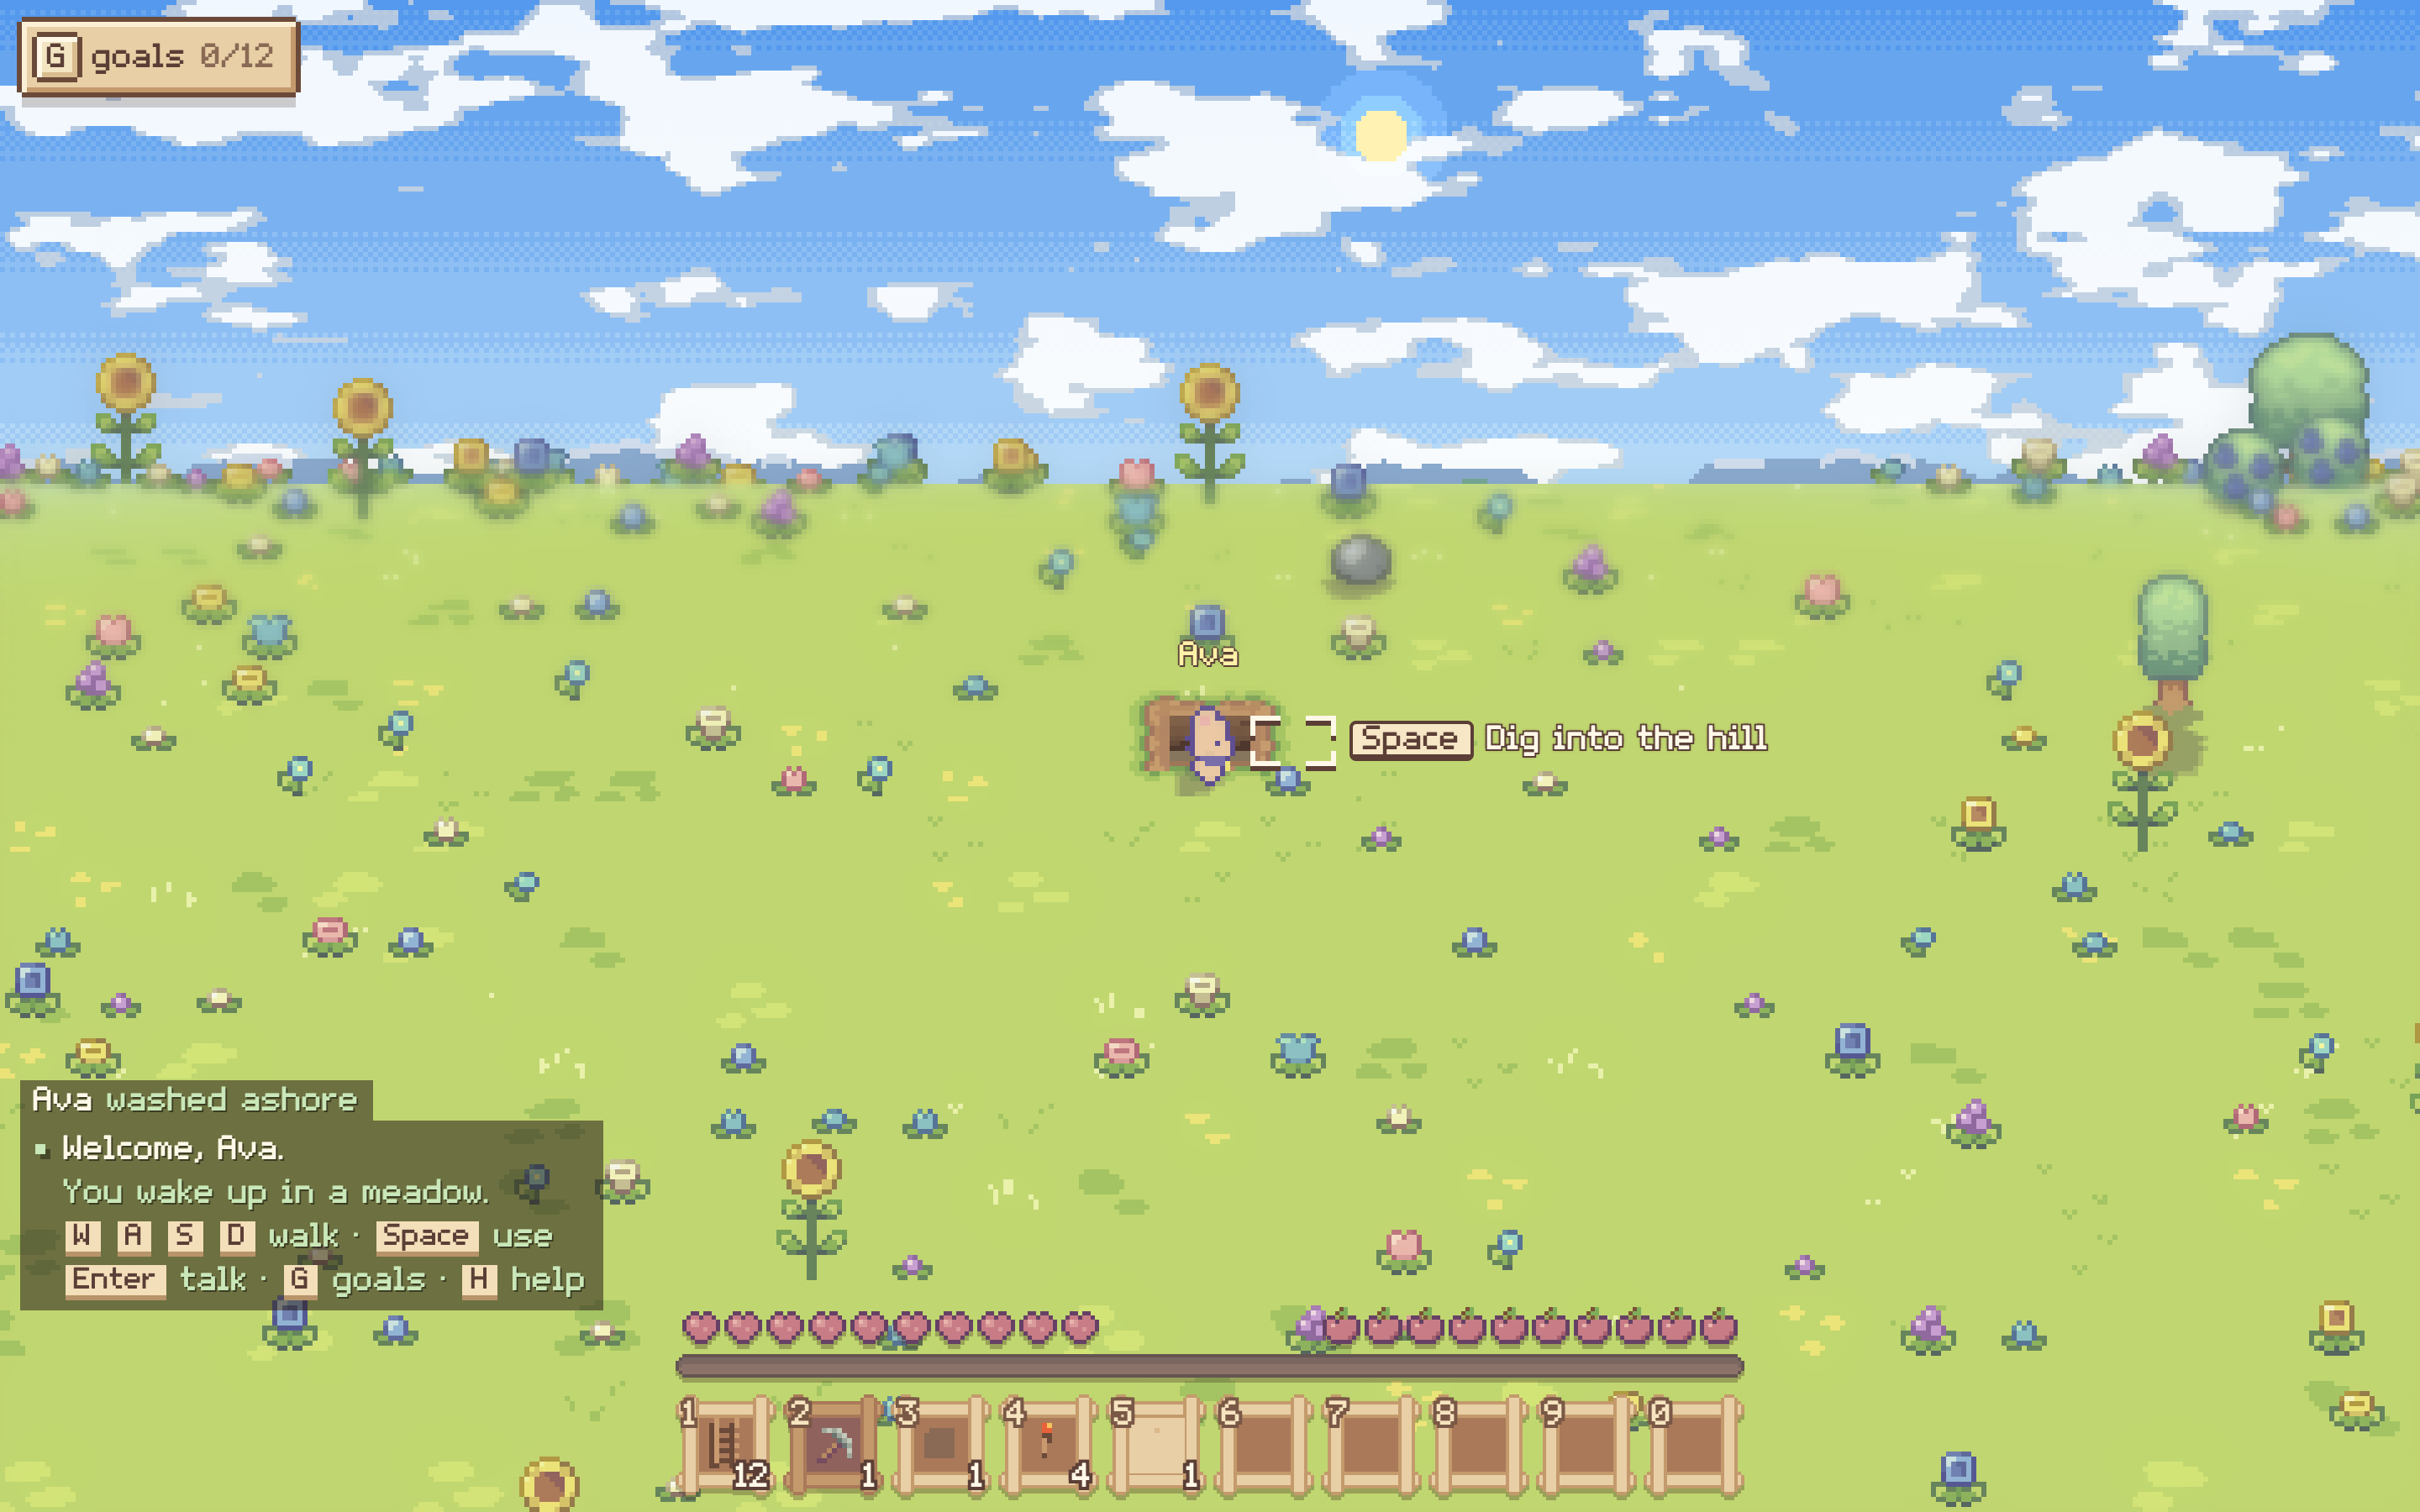 G goals 0/12
Ava
Space Dig into the hill
Ava washed ashore
Welcome, Ava.
You wake up in a meadow.
W A S D walk · Space use
Enter talk · G goals · H help
1 2 3 4 5 6 7 8 9 0
12 1 1 4 1